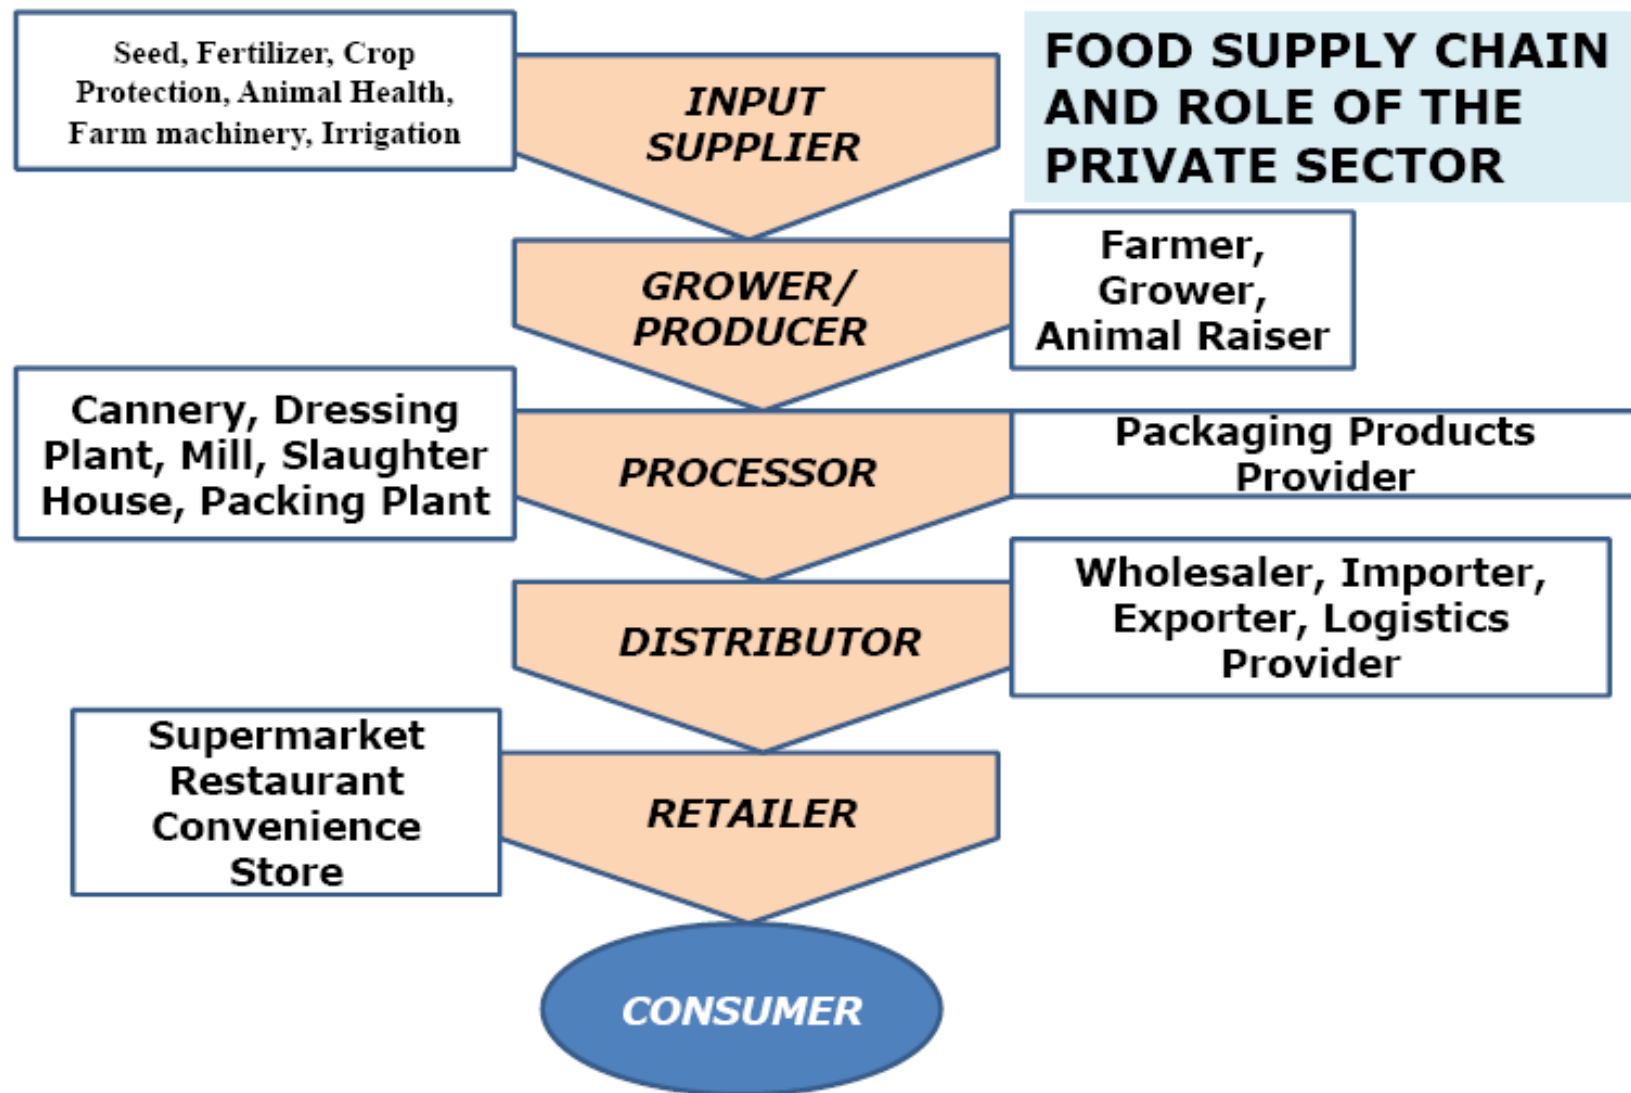 Seed, Fertilizer, Crop
Protection, Animal Health,
Farm machinery, Irrigation
INPUT
SUPPLIER
FOOD SUPPLY CHAIN
AND ROLE OF THE
PRIVATE SECTOR
GROWER/
PRODUCER
Farmer,
Grower,
Animal Raiser
Cannery, Dressing
Plant, Mill, Slaughter
House, Packing Plant
PROCESSOR
Packaging Products
Provider
DISTRIBUTOR
Wholesaler, Importer,
Exporter, Logistics
Provider
Supermarket
Restaurant
Convenience
Store
RETAILER
CONSUMER